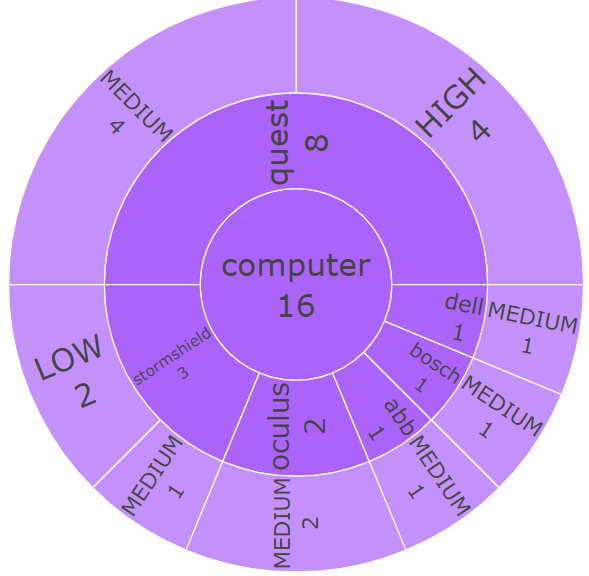 computer
16
quest
8
HIGH
4
MEDIUM
4
stormshield
3
LOW
2
MEDIUM
1
oculus
2
MEDIUM
2
abb
1
MEDIUM
1
bosch
1
MEDIUM
1
dell
1
MEDIUM
1